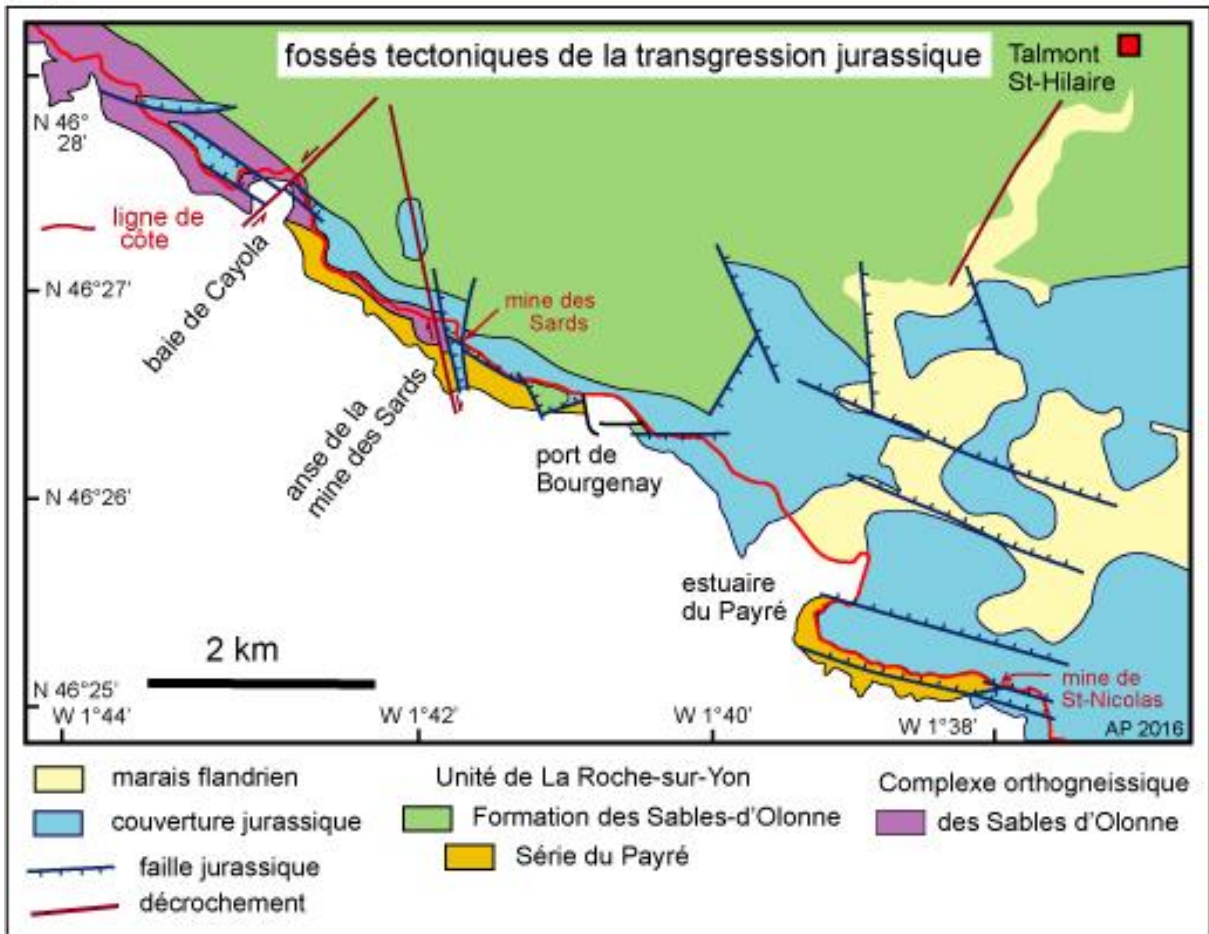 fossés tectoniques de la transgression jurassique
Talmont
St-Hilaire
N 46°
28'
ligne de
côte
baie de Cayola
N 46°27'
mine des
Sards
anse de la
mine des Sards
port de
Bourgenay
N 46°26'
estuaire
du Payré
2 km
N 46°25'
mine de
St-Nicolas
W 1°44'
W 1°42'
W 1°40'
W 1°38'
AP 2016
marais flandrien
couverture jurassique
faille jurassique
décrochement
Unité de La Roche-sur-Yon
Formation des Sables-d'Olonne
Série du Payré
Complexe orthogneissique
des Sables d'Olonne